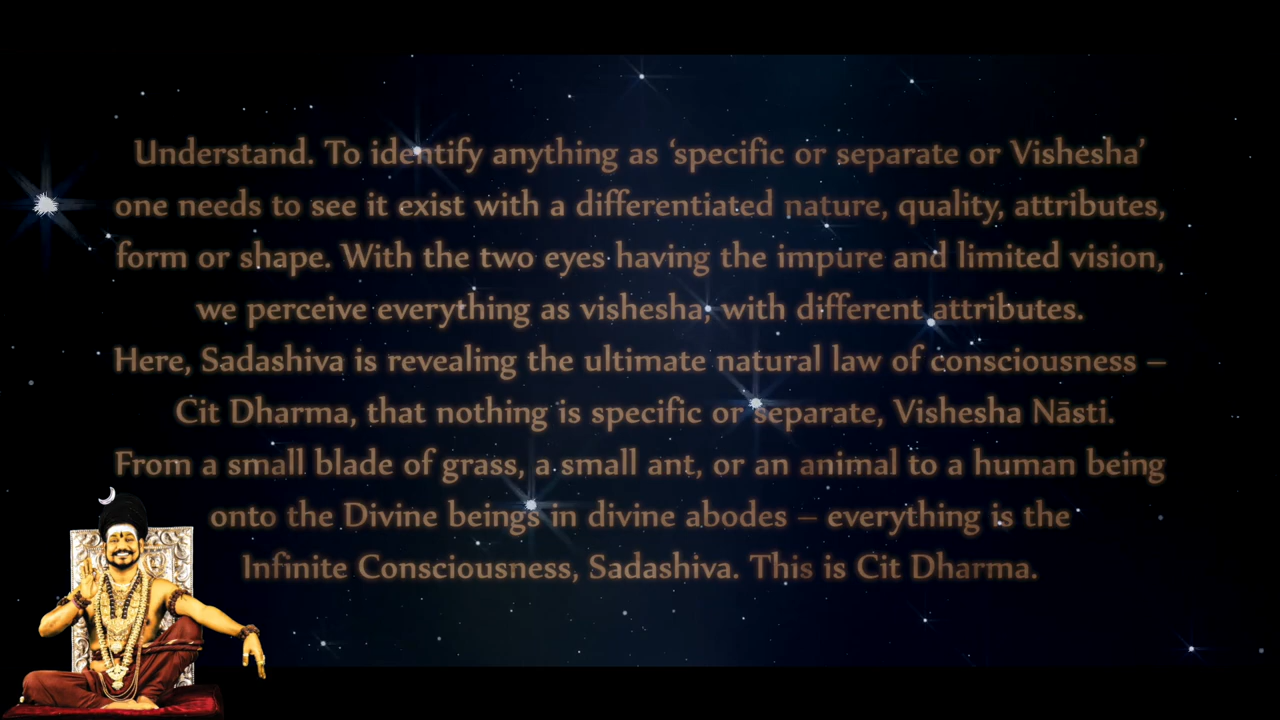 Understand. To identify anything as ‘specific or separate or Vishesha’
one needs to see it exist with a differentiated nature, quality, attributes,
form or shape. With the two eyes having the impure and limited vision,
we perceive everything as vishesha, with different attributes.
Here, Sadashiva is revealing the ultimate natural law of consciousness –
Cit Dharma, that nothing is specific or separate, Vishesha Nāsti.
From a small blade of grass, a small ant, or an animal to a human being
onto the Divine beings in divine abodes – everything is the
Infinite Consciousness, Sadashiva. This is Cit Dharma.